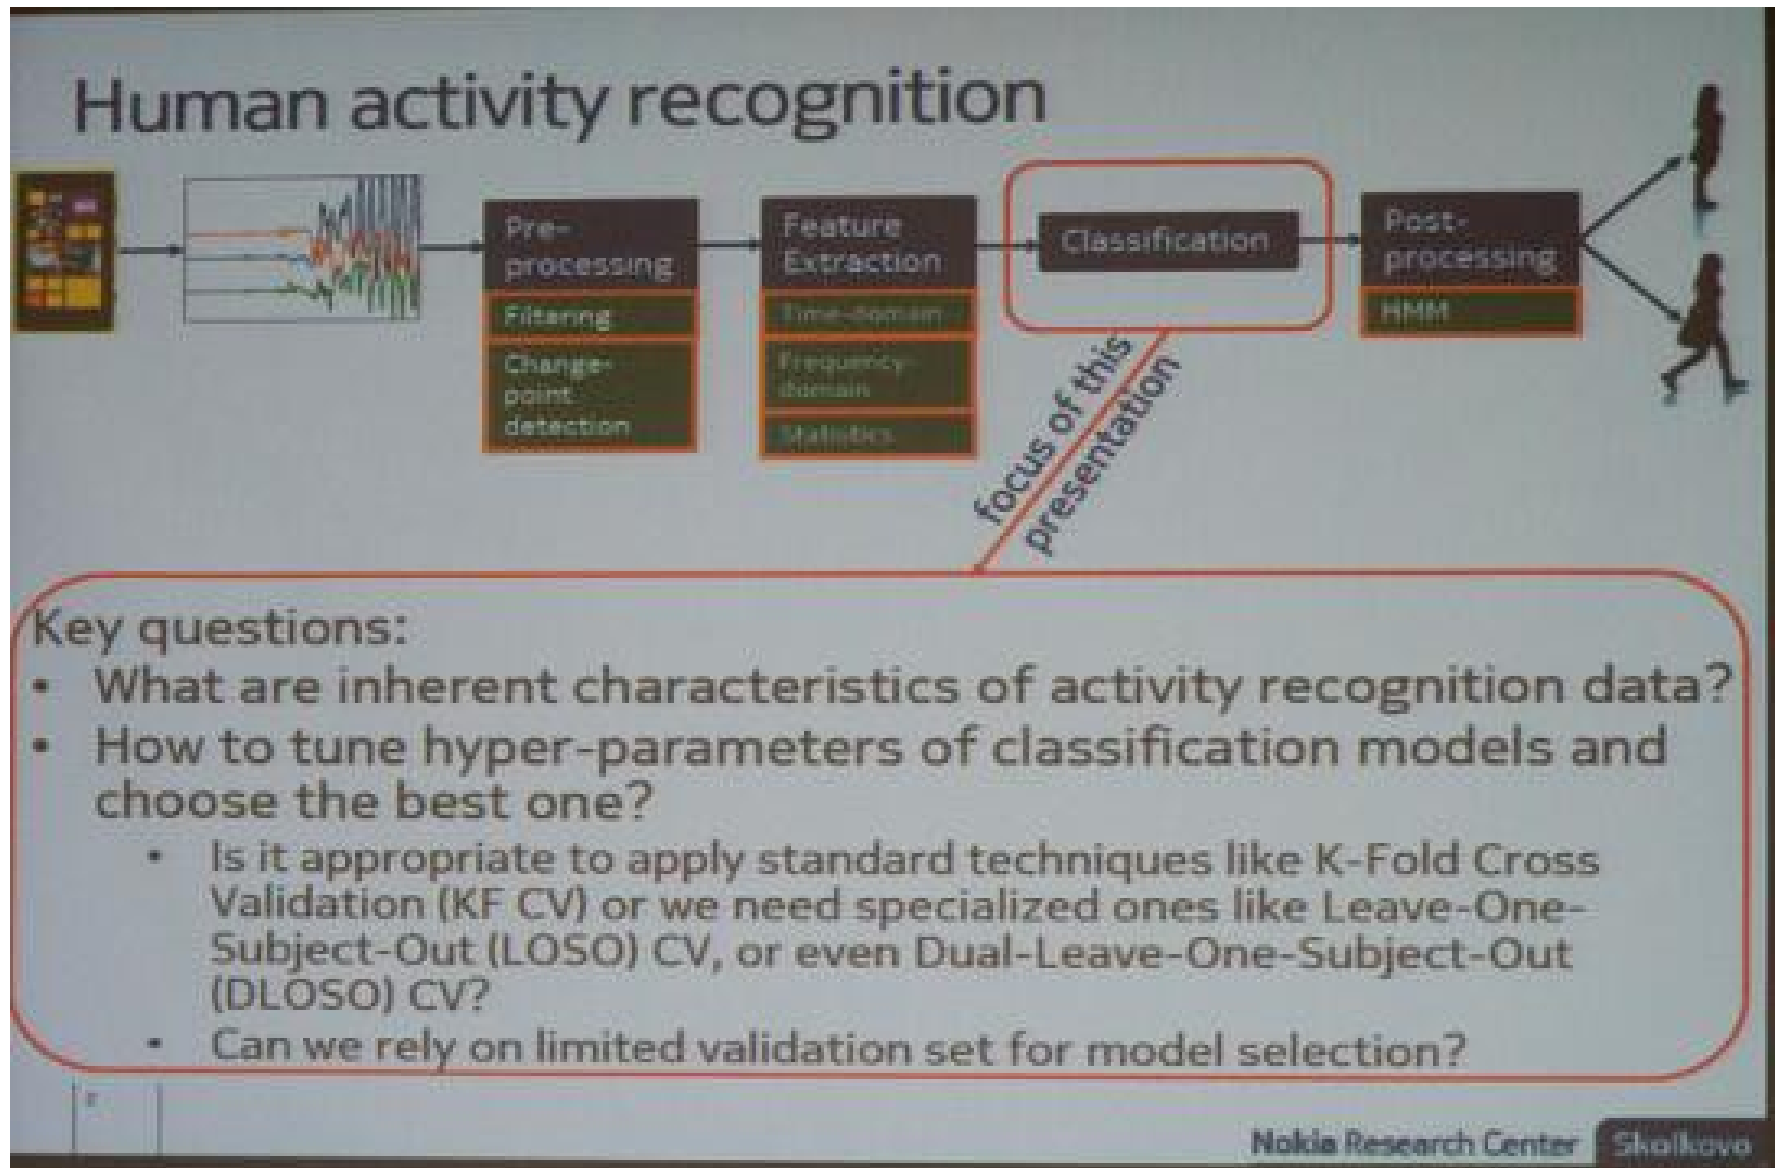 Human activity recognition
Pre-
processing
Filtering
Change-
point
detection
Feature
Extraction
Time-domain
Frequency-
domain
Statistics
Classification
Post-
processing
HMM
focus of this
presentation
Key questions:
• What are inherent characteristics of activity recognition data?
• How to tune hyper-parameters of classification models and
choose the best one?
• Is it appropriate to apply standard techniques like K-Fold Cross
Validation (KF CV) or we need specialized ones like Leave-One-
Subject-Out (LOSO) CV, or even Dual-Leave-One-Subject-Out
(DLOSO) CV?
• Can we rely on limited validation set for model selection?
Nokia Research Center Skolkovo